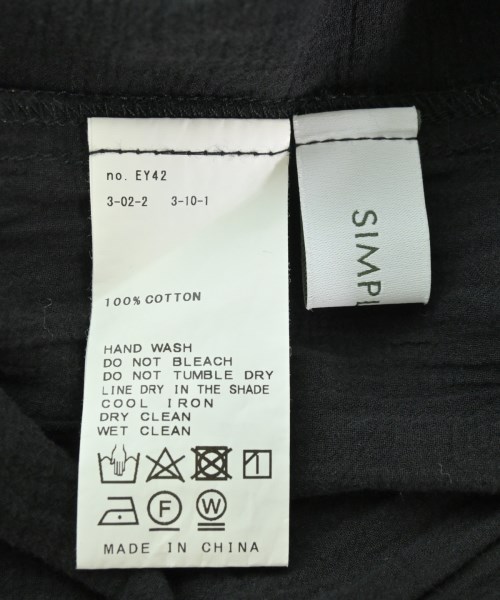 no. EY42
3-02-2 3-10-1
100% COTTON
HAND WASH
DO NOT BLEACH
DO NOT TUMBLE DRY
LINE DRY IN THE SHADE
COOL IRON
DRY CLEAN
WET CLEAN
F W
MADE IN CHINA